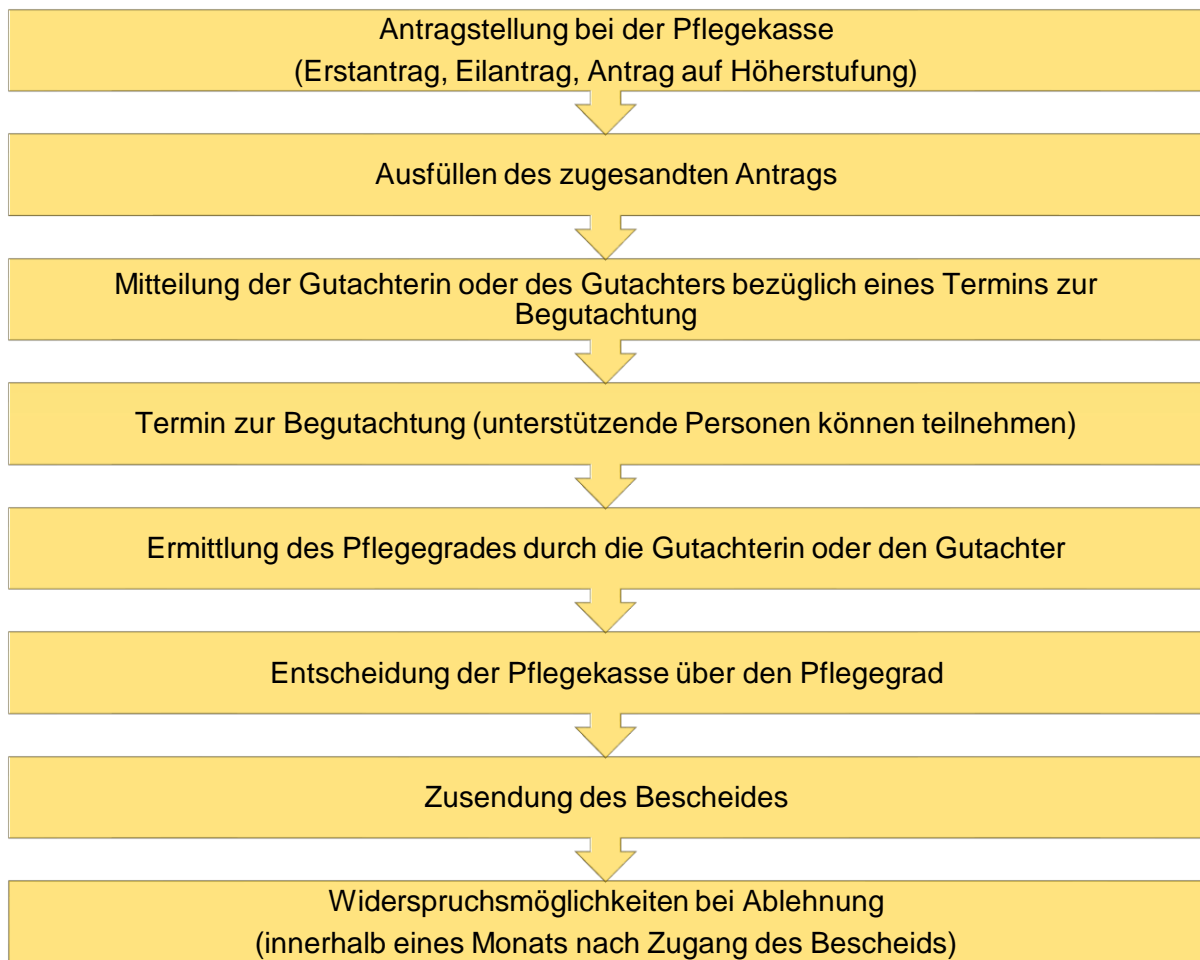 Antragstellung bei der Pflegekasse
(Erstantrag, Eilantrag, Antrag auf Höherstufung)
Ausfüllen des zugesandten Antrags
Mitteilung der Gutachterin oder des Gutachters bezüglich eines Termins zur
Begutachtung
Termin zur Begutachtung (unterstützende Personen können teilnehmen)
Ermittlung des Pflegegrades durch die Gutachterin oder den Gutachter
Entscheidung der Pflegekasse über den Pflegegrad
Zusendung des Bescheides
Widerspruchsmöglichkeiten bei Ablehnung
(innerhalb eines Monats nach Zugang des Bescheids)